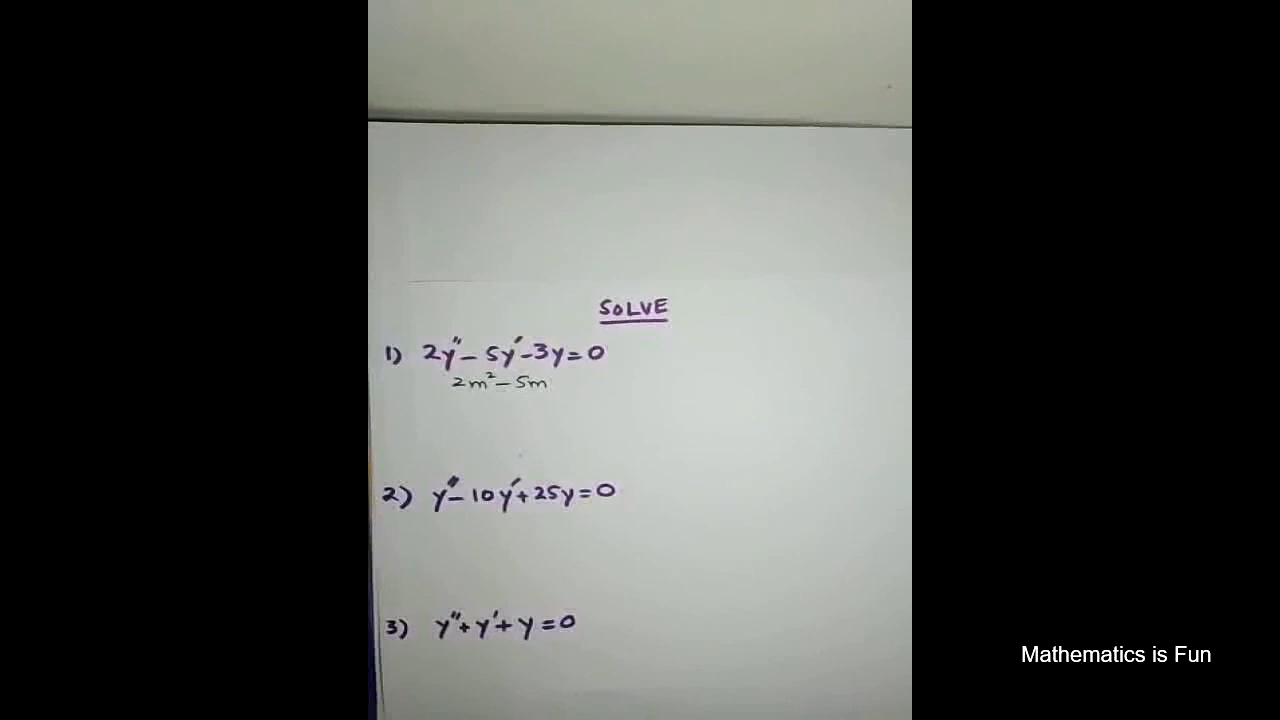 SOLVE
1) 2y″ − 5y′ − 3y = 0
2m² − 5m
2) y″ − 10y′ + 25y = 0
3) y″ + y′ + y = 0
Mathematics is Fun